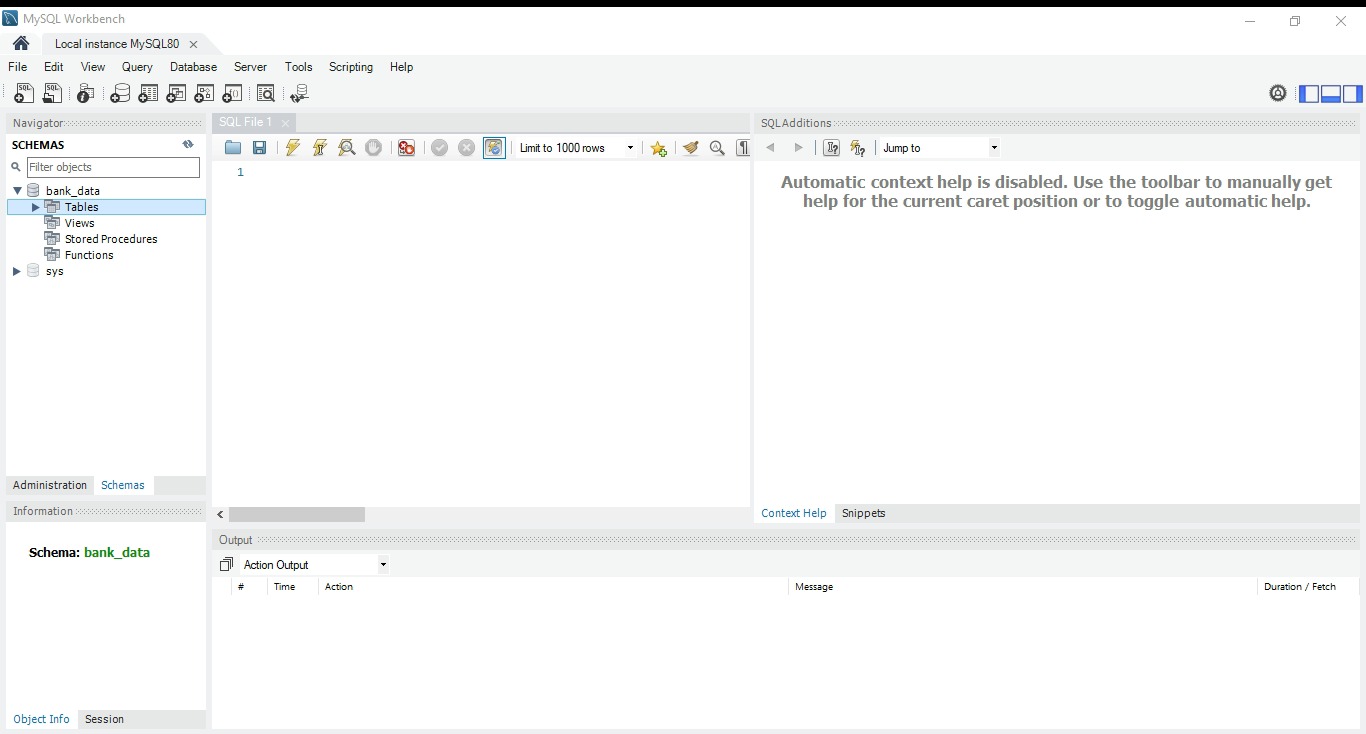 MySQL Workbench
Local instance MySQL80
File Edit View Query Database Server Tools Scripting Help
Navigator
SCHEMAS
Filter objects
bank_data
Tables
Views
Stored Procedures
Functions
sys
Administration Schemas
Information
Schema: bank_data
Object Info Session
SQL File 1
Limit to 1000 rows
1
SQLAdditions
Jump to
Automatic context help is disabled. Use the toolbar to manually get
help for the current caret position or to toggle automatic help.
Context Help Snippets
Output
Action Output
# Time Action Message Duration / Fetch